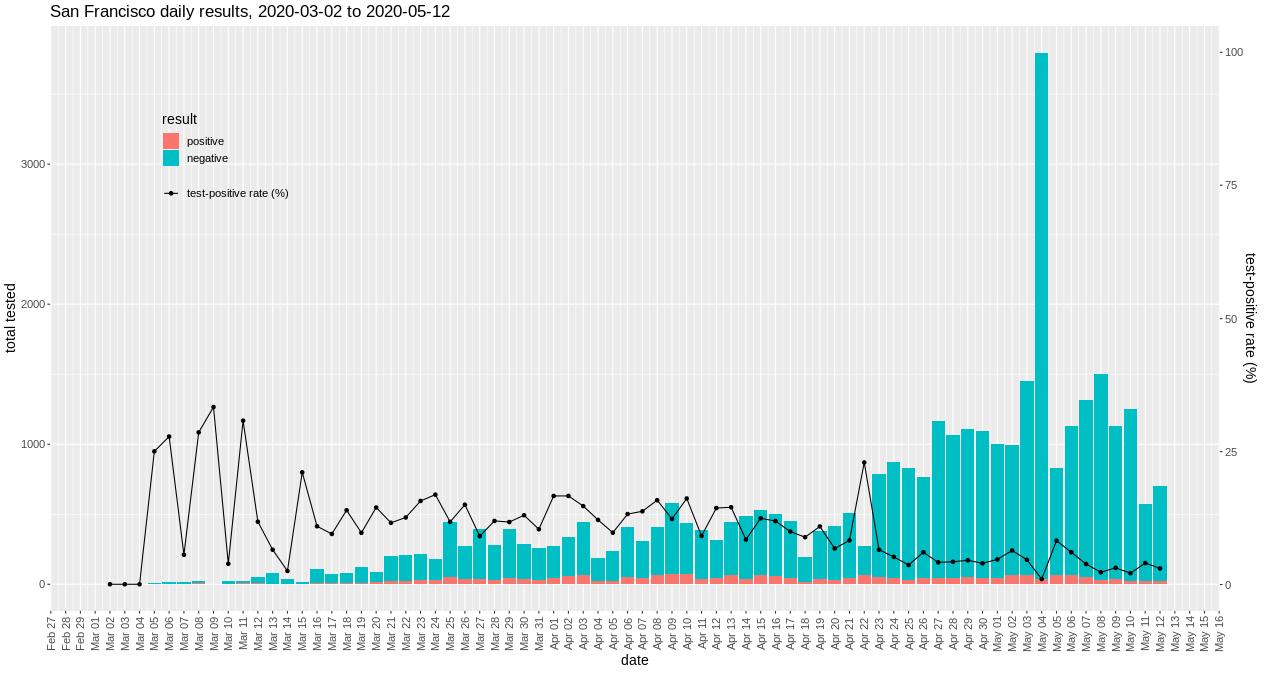 San Francisco daily results, 2020-03-02 to 2020-05-12
result
positive
negative
test-positive rate (%)
total tested
3000
2000
1000
0
100
75
50
25
0
test-positive rate (%)
Feb 27
Feb 28
Feb 29
Mar 01
Mar 02
Mar 03
Mar 04
Mar 05
Mar 06
Mar 07
Mar 08
Mar 09
Mar 10
Mar 11
Mar 12
Mar 13
Mar 14
Mar 15
Mar 16
Mar 17
Mar 18
Mar 19
Mar 20
Mar 21
Mar 22
Mar 23
Mar 24
Mar 25
Mar 26
Mar 27
Mar 28
Mar 29
Mar 30
Mar 31
Apr 01
Apr 02
Apr 03
Apr 04
Apr 05
Apr 06
Apr 07
Apr 08
Apr 09
Apr 10
Apr 11
Apr 12
Apr 13
Apr 14
Apr 15
Apr 16
Apr 17
Apr 18
Apr 19
Apr 20
Apr 21
Apr 22
Apr 23
Apr 24
Apr 25
Apr 26
Apr 27
Apr 28
Apr 29
Apr 30
May 01
May 02
May 03
May 04
May 05
May 06
May 07
May 08
May 09
May 10
May 11
May 12
May 13
May 14
May 15
May 16
date